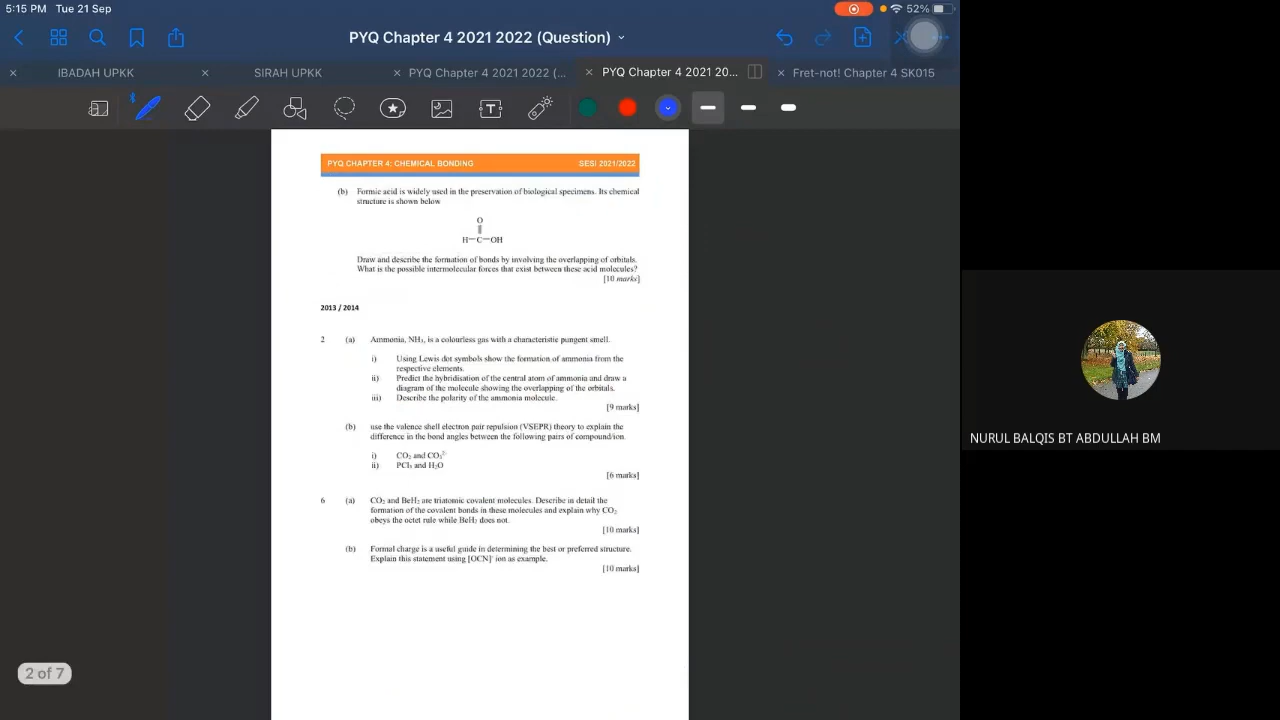 5:15 PM Tue 21 Sep
52%
PYQ Chapter 4 2021 2022 (Question)
IBADAH UPKK
SIRAH UPKK
PYQ Chapter 4 2021 2022 (...
PYQ Chapter 4 2021 20...
Fret-not! Chapter 4 SK015
T
PYQ CHAPTER 4: CHEMICAL BONDING SESI 2021/2022
(b) Formic acid is widely used in the preservation of biological specimens. Its chemical
structure is shown below
O
||
H—C—OH
Draw and describe the formation of bonds by involving the overlapping of orbitals.
What is the possible intermolecular forces that exist between these acid molecules?
[10 marks]
2013 / 2014
2 (a) Ammonia, NH₃, is a colourless gas with a characteristic pungent smell.
i) Using Lewis dot symbols show the formation of ammonia from the
respective elements.
ii) Predict the hybridisation of the central atom of ammonia and draw a
diagram of the molecule showing the overlapping of the orbitals.
iii) Describe the polarity of the ammonia molecule.
[9 marks]
(b) use the valence shell electron pair repulsion (VSEPR) theory to explain the
difference in the bond angles between the following pairs of compound/ion.
i) CO₂ and CO₃²⁻
ii) PCl₃ and H₂O
[6 marks]
6 (a) CO₂ and BeH₂ are triatomic covalent molecules. Describe in detail the
formation of the covalent bonds in these molecules and explain why CO₂
obeys the octet rule while BeH₂ does not.
[10 marks]
(b) Formal charge is a useful guide in determining the best or preferred structure.
Explain this statement using [OCN]⁻ ion as example.
[10 marks]
2 of 7
NURUL BALQIS BT ABDULLAH BM